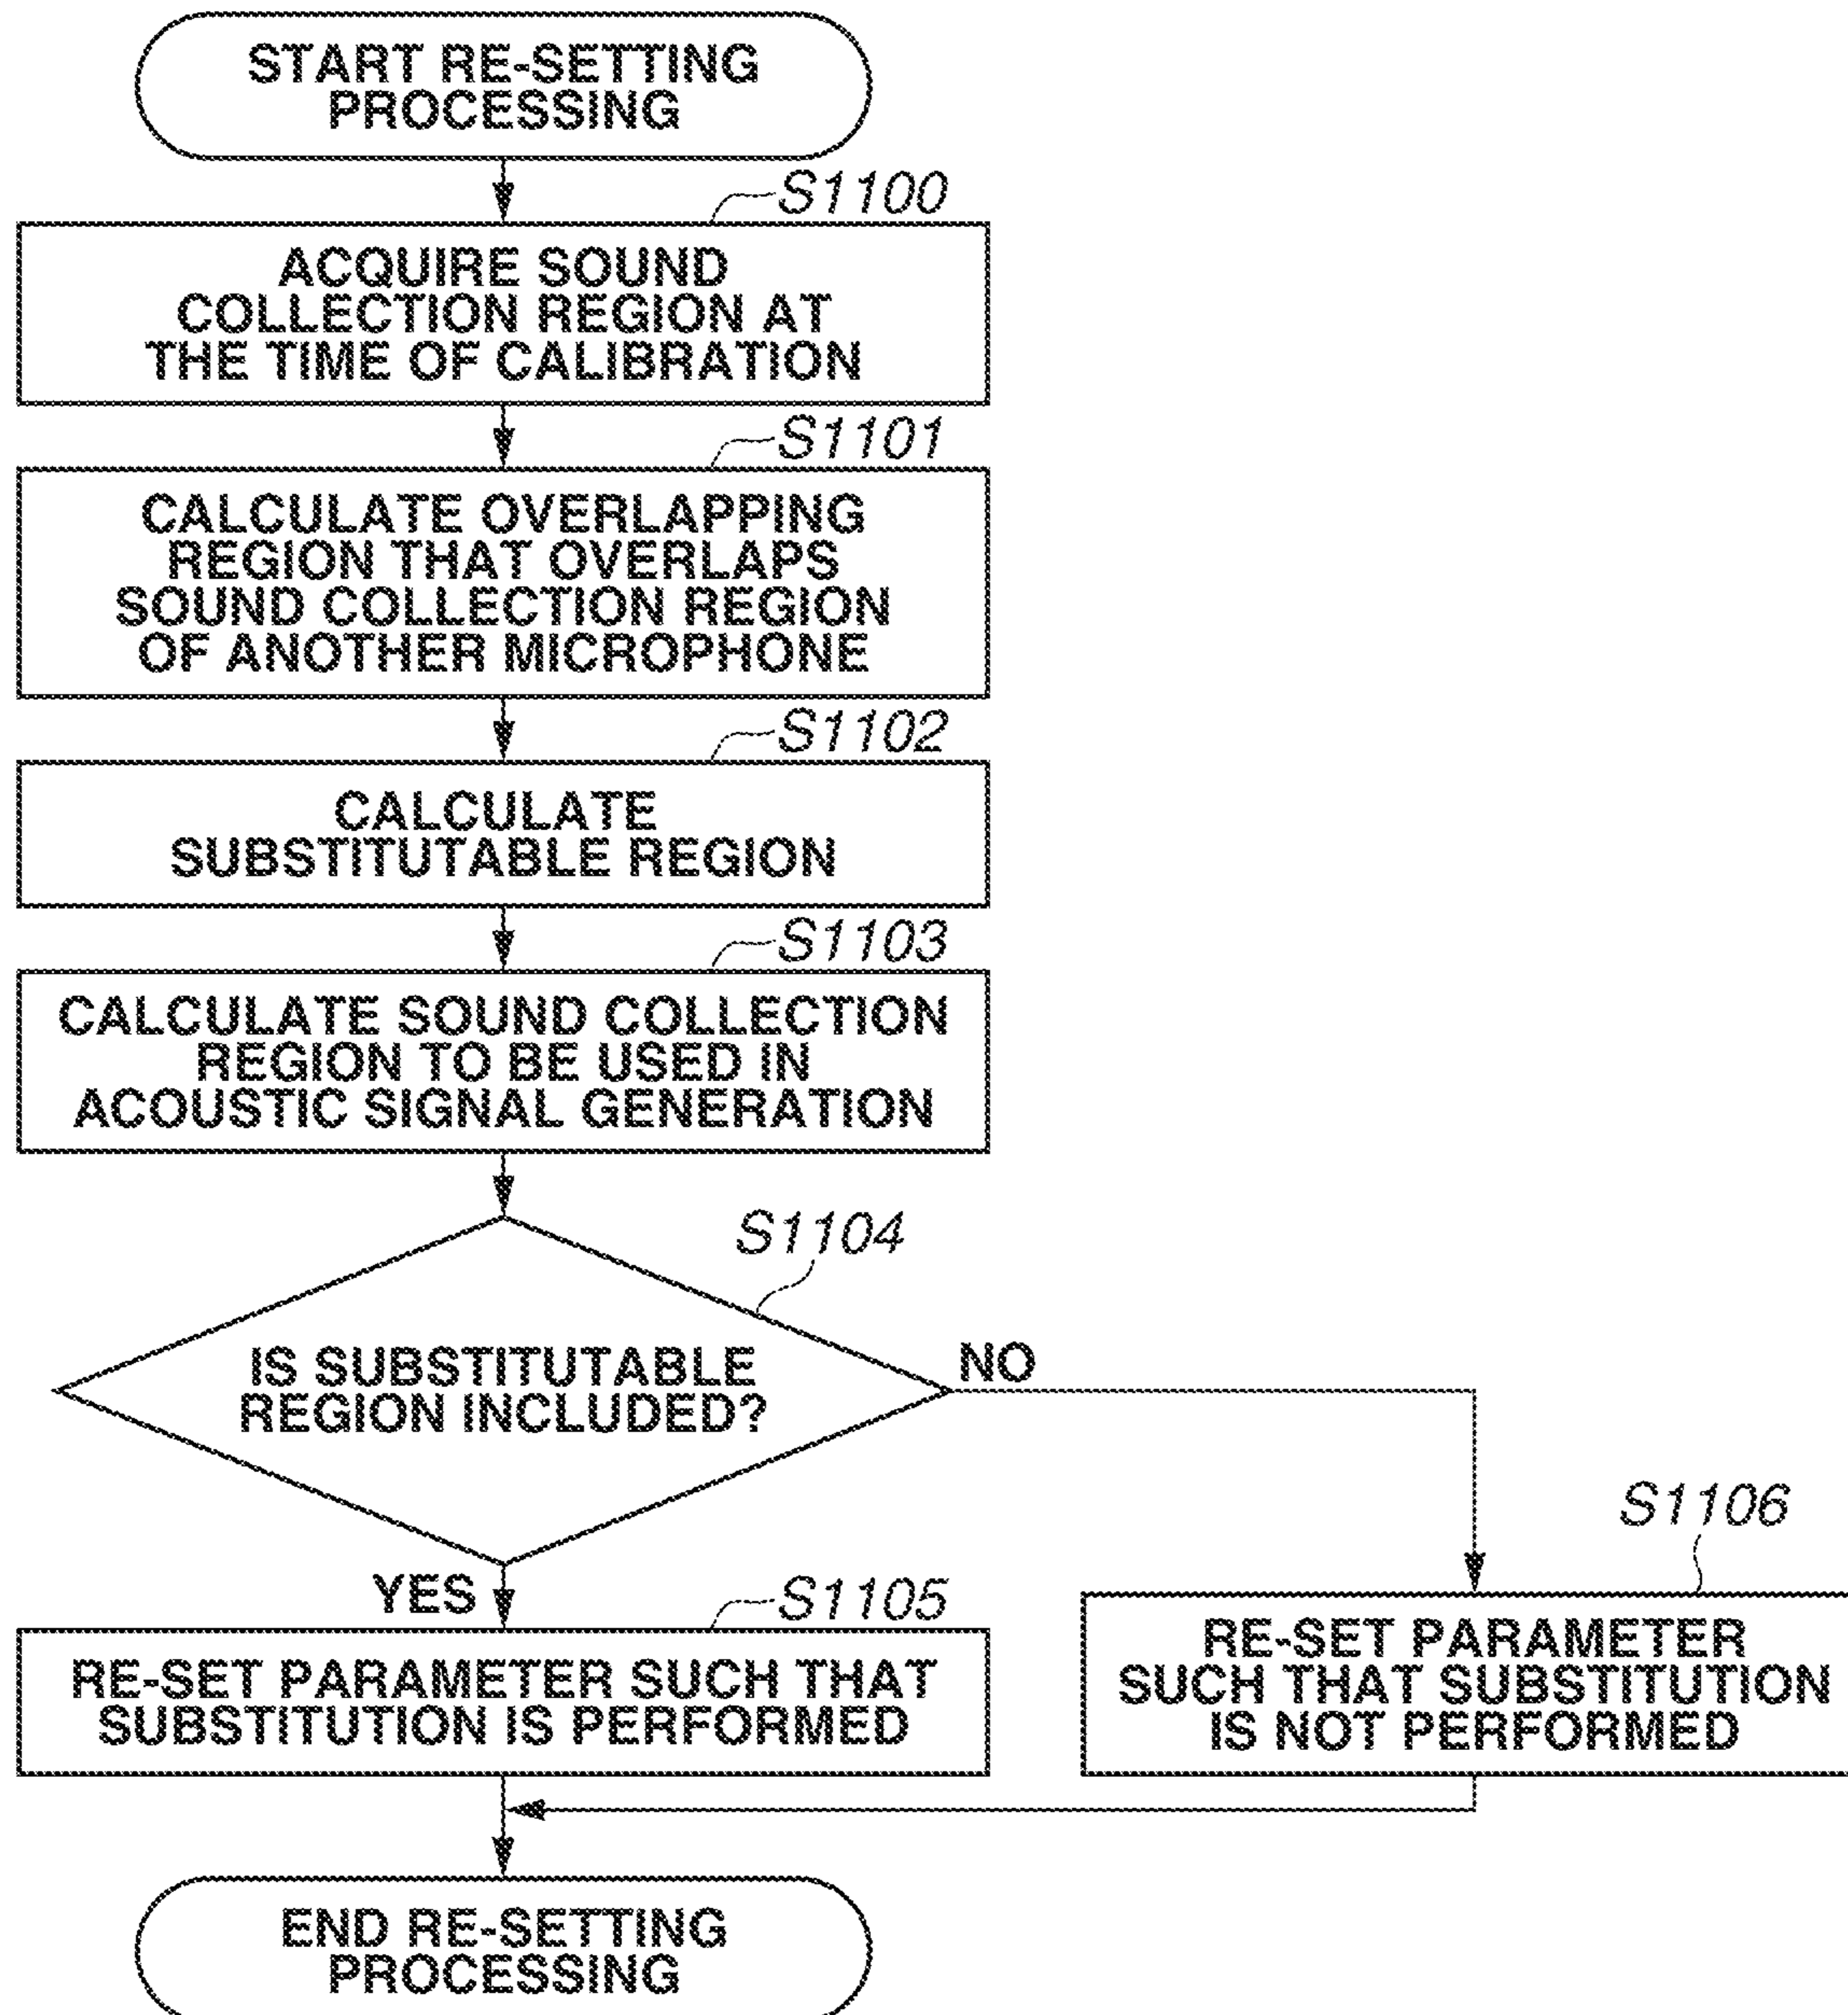 START RE-SETTING
PROCESSING
S1100
ACQUIRE SOUND
COLLECTION REGION AT
THE TIME OF CALIBRATION
S1101
CALCULATE OVERLAPPING
REGION THAT OVERLAPS
SOUND COLLECTION REGION
OF ANOTHER MICROPHONE
S1102
CALCULATE
SUBSTITUTABLE REGION
S1103
CALCULATE SOUND COLLECTION
REGION TO BE USED IN
ACOUSTIC SIGNAL GENERATION
S1104
IS SUBSTITUTABLE
REGION INCLUDED?
NO
YES
S1105
RE-SET PARAMETER SUCH THAT
SUBSTITUTION IS PERFORMED
S1106
RE-SET PARAMETER
SUCH THAT SUBSTITUTION
IS NOT PERFORMED
END RE-SETTING
PROCESSING